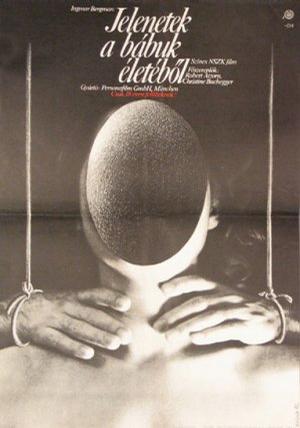 Ingmar Bergman:
Jelenetek
a bábuk
életéből
Színes NSZK film
Főszereplők:
Robert Atzorn,
Christine Buchegger
Gyártó: Personafilm GmbH, München
Csak 18 éven felülieknek!